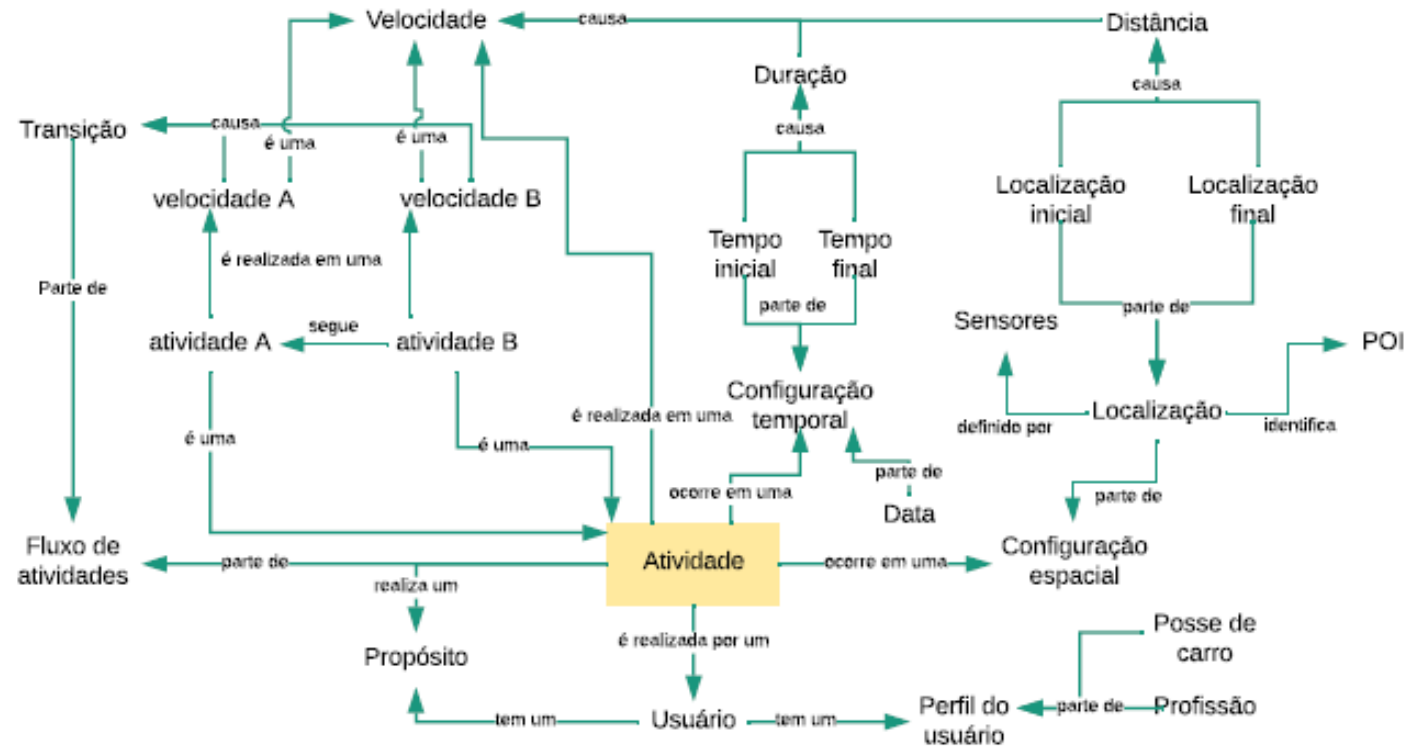 Velocidade
causa
Distância
Duração
causa
causa
Transição
causa
é uma
é uma
velocidade A
velocidade B
Localização
inicial
Localização
final
Tempo
inicial
Tempo
final
é realizada em uma
Parte de
parte de
parte de
segue
atividade A
atividade B
Sensores
POI
Configuração
temporal
Localização
é realizada em uma
definido por
identifica
é uma
é uma
parte de
ocorre em uma
parte de
Data
Fluxo de
atividades
parte de
Atividade
ocorre em uma
Configuração
espacial
realiza um
é realizada por um
Posse de
carro
Propósito
tem um
Usuário
tem um
Perfil do
usuário
parte de
Profissão